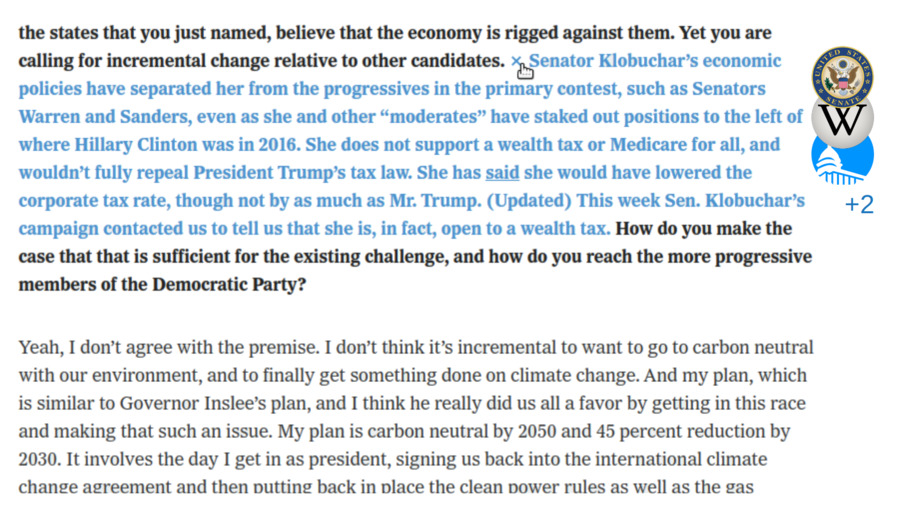 the states that you just named, believe that the economy is rigged against them. Yet you are
calling for incremental change relative to other candidates. × Senator Klobuchar’s economic
policies have separated her from the progressives in the primary contest, such as Senators
Warren and Sanders, even as she and other “moderates” have staked out positions to the left of
where Hillary Clinton was in 2016. She does not support a wealth tax or Medicare for all, and
wouldn’t fully repeal President Trump’s tax law. She has said she would have lowered the
corporate tax rate, though not by as much as Mr. Trump. (Updated) This week Sen. Klobuchar’s
campaign contacted us to tell us that she is, in fact, open to a wealth tax. How do you make the
case that that is sufficient for the existing challenge, and how do you reach the more progressive
members of the Democratic Party?
Yeah, I don’t agree with the premise. I don’t think it’s incremental to want to go to carbon neutral
with our environment, and to finally get something done on climate change. And my plan, which
is similar to Governor Inslee’s plan, and I think he really did us all a favor by getting in this race
and making that such an issue. My plan is carbon neutral by 2050 and 45 percent reduction by
2030. It involves the day I get in as president, signing us back into the international climate
change agreement and then putting back in place the clean power rules as well as the gas
UNITED STATES
SENATE
W
+2